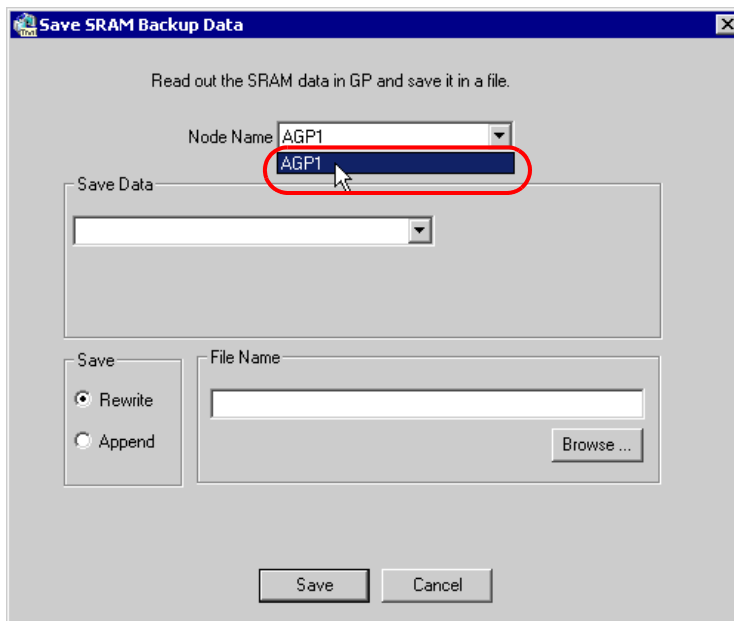 Save SRAM Backup Data
Read out the SRAM data in GP and save it in a file.
Node Name AGP1
AGP1
Save Data
Save
Rewrite
Append
File Name
Browse ...
Save Cancel